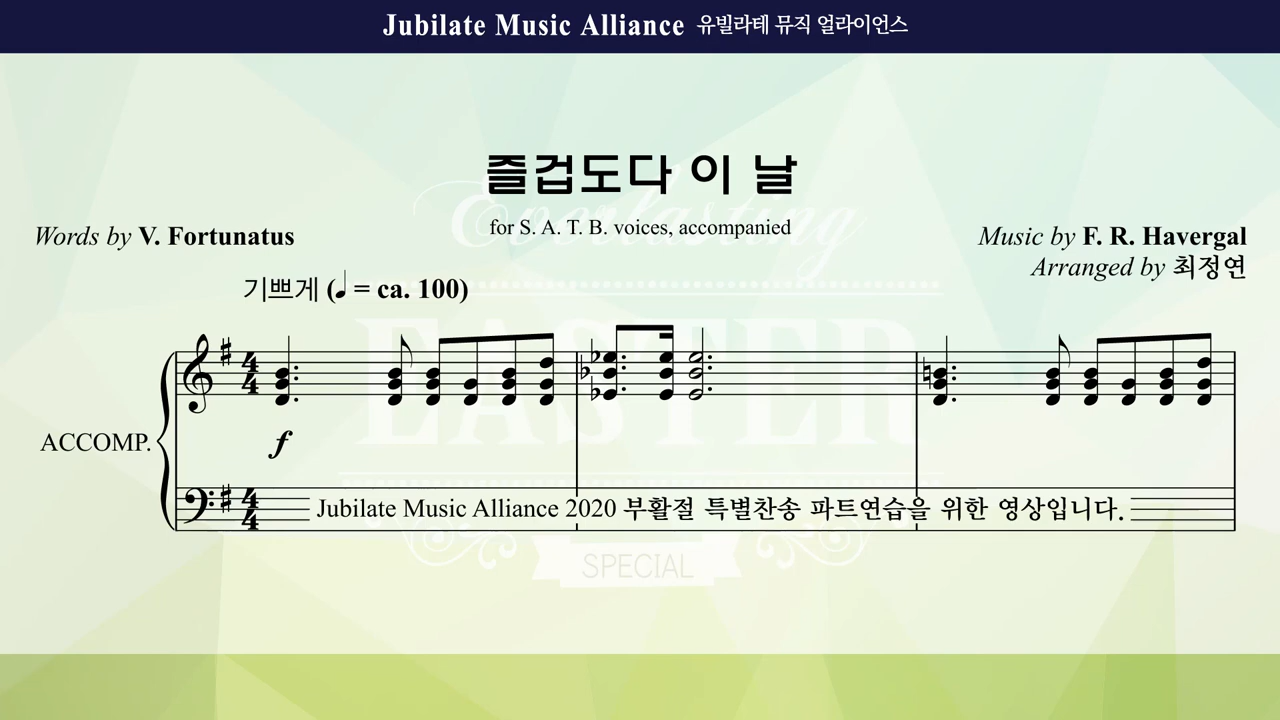 Jubilate Music Alliance 유빌라테 뮤직 얼라이언스
즐겁도다 이 날
for S. A. T. B. voices, accompanied
Words by V. Fortunatus
Music by F. R. Havergal
Arranged by 최정연
기쁘게 (♩ = ca. 100)
ACCOMP.
f
Jubilate Music Alliance 2020 부활절 특별찬송 파트연습을 위한 영상입니다.
Everlasting
EASTER
SPECIAL